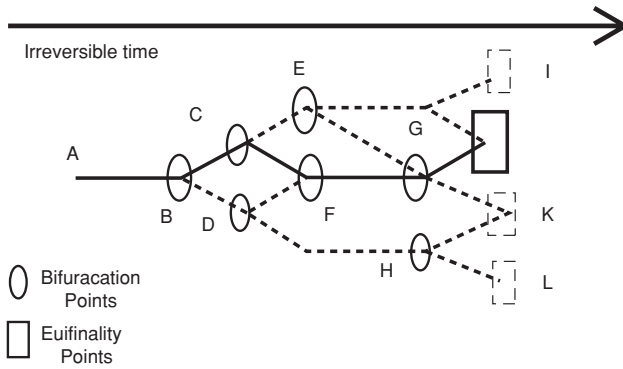 Irreversible time
E
I
C
G
A
B
D
F
K
H
L
Bifuracation
Points
Euifinality
Points